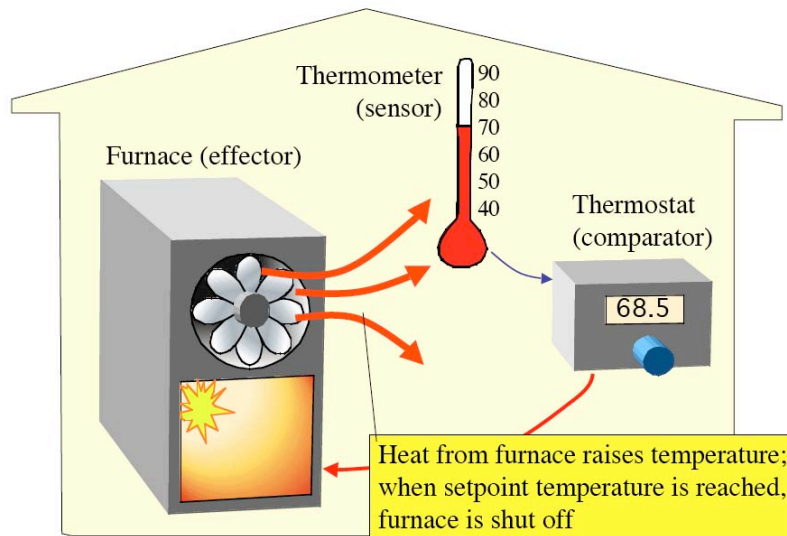 Thermometer
(sensor)
90
80
70
60
50
40
Furnace (effector)
Thermostat
(comparator)
68.5
Heat from furnace raises temperature;
when setpoint temperature is reached,
furnace is shut off